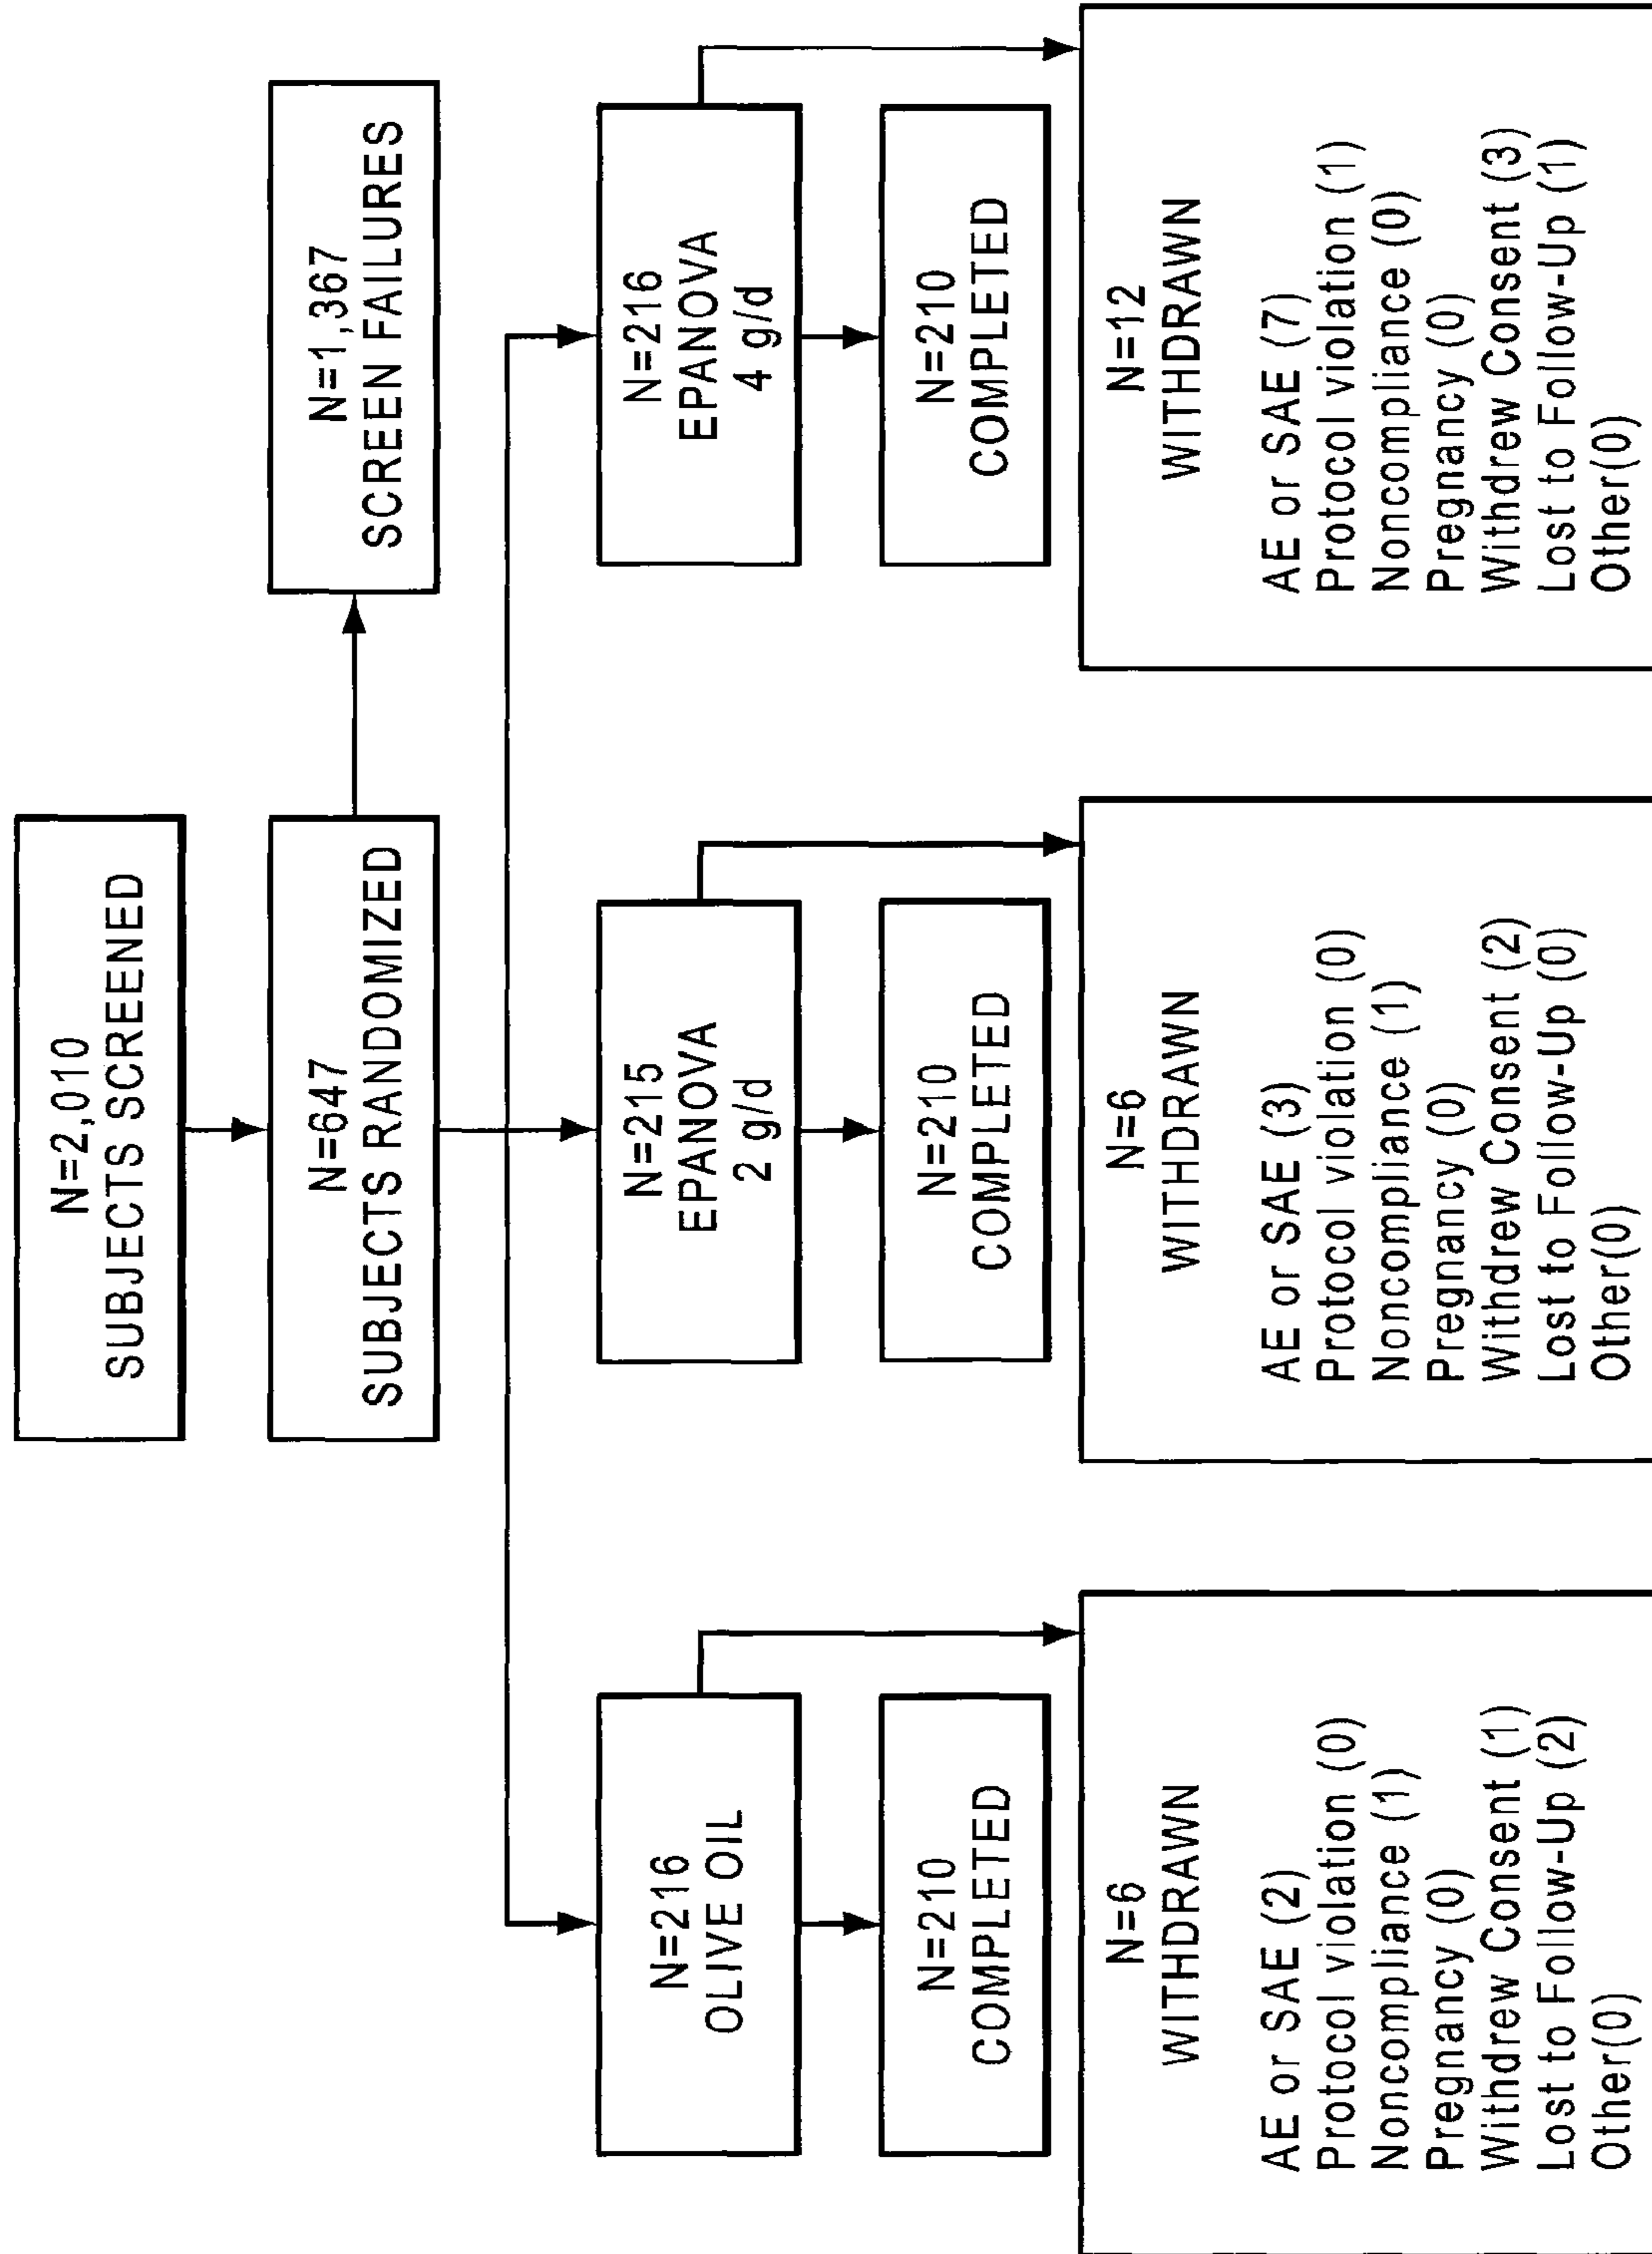 N=2,010
SUBJECTS SCREENED
N=647
SUBJECTS RANDOMIZED
N=1,367
SCREEN FAILURES
N=216
OLIVE OIL
N=215
EPANOVA
2 g/d
N=216
EPANOVA
4 g/d
N=210
COMPLETED
N=210
COMPLETED
N=210
COMPLETED
N=6
WITHDRAWN
AE or SAE (2)
Protocol violation (0)
Noncompliance (1)
Pregnancy (0)
Withdrew Consent (1)
Lost to Follow-Up (2)
Other(0)
N=6
WITHDRAWN
AE or SAE (3)
Protocol violation (0)
Noncompliance (1)
Pregnancy (0)
Withdrew Consent (2)
Lost to Follow-Up (0)
Other(0)
N=12
WITHDRAWN
AE or SAE (7)
Protocol violation (1)
Noncompliance (0)
Pregnancy (0)
Withdrew Consent (3)
Lost to Follow-Up (1)
Other(0)